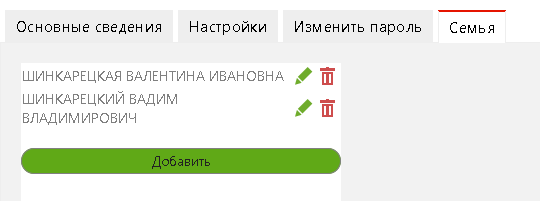 Основные сведения Настройки Изменить пароль Семья
ШИНКАРЕЦКАЯ ВАЛЕНТИНА ИВАНОВНА
ШИНКАРЕЦКИЙ ВАДИМ
ВЛАДИМИРОВИЧ
Добавить